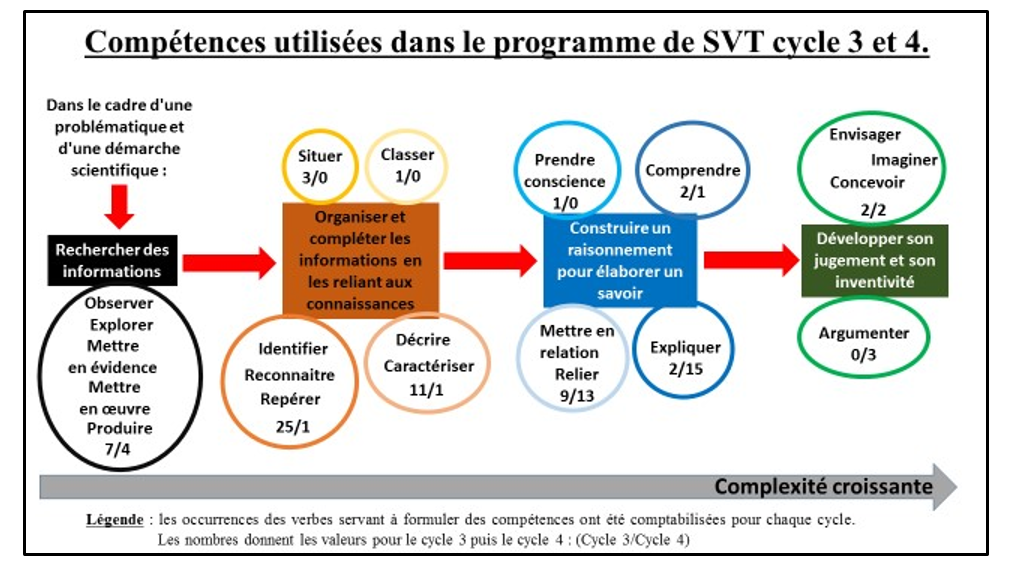 Compétences utilisées dans le programme de SVT cycle 3 et 4.
Dans le cadre d'une
problématique et
d'une démarche
scientifique :
Rechercher des
informations
Observer
Explorer
Mettre
en évidence
Mettre
en œuvre
Produire
7/4
Situer
3/0
Classer
1/0
Organiser et
compléter les
informations en
les reliant aux
connaissances
Identifier
Reconnaitre
Repérer
25/1
Décrire
Caractériser
11/1
Prendre
conscience
1/0
Comprendre
2/1
Construire un
raisonnement
pour élaborer un
savoir
Mettre en
relation
Relier
9/13
Expliquer
2/15
Envisager
Imaginer
Concevoir
2/2
Développer son
jugement et son
inventivité
Argumenter
0/3
Complexité croissante
Légende : les occurrences des verbes servant à formuler des compétences ont été comptabilisées pour chaque cycle.
Les nombres donnent les valeurs pour le cycle 3 puis le cycle 4 : (Cycle 3/Cycle 4)